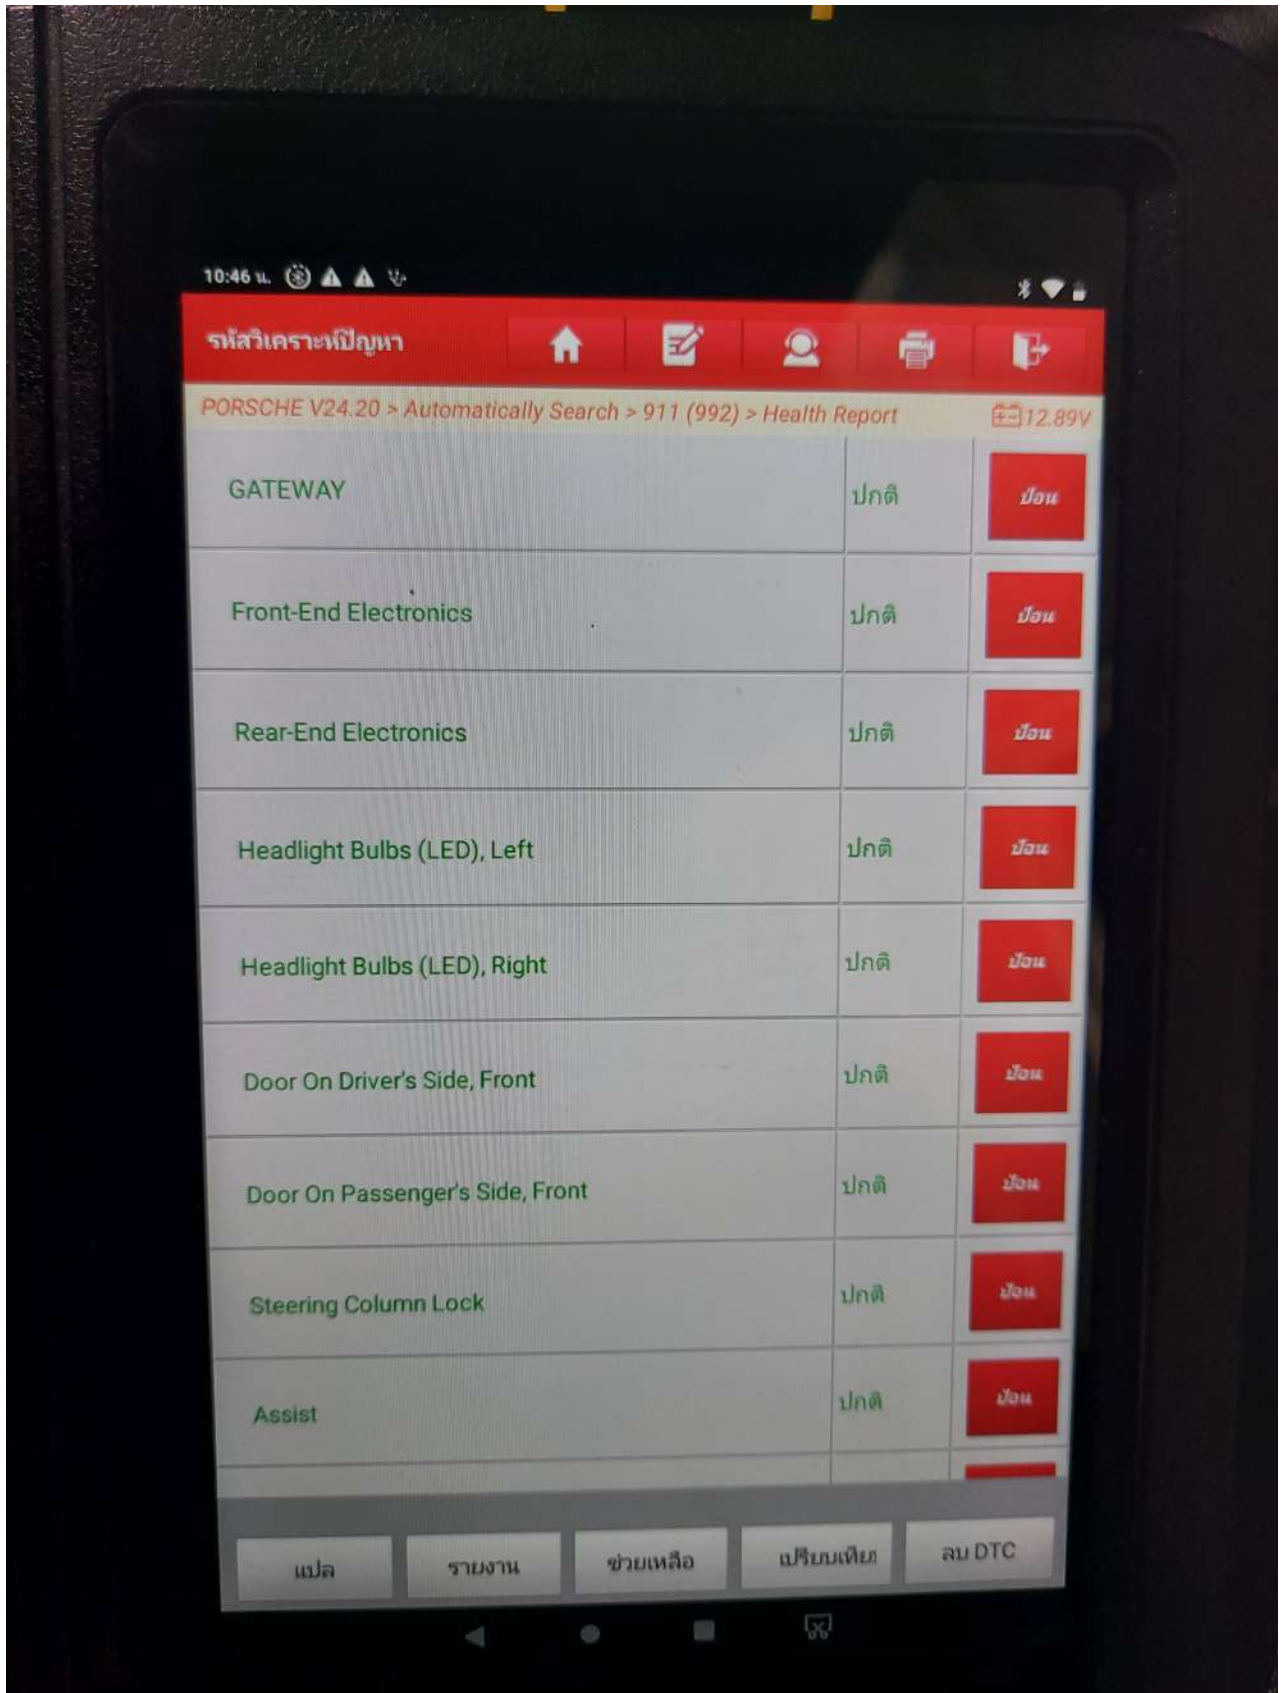 10:46 น.
รหัสวิเคราะห์ปัญหา
PORSCHE V24.20 > Automatically Search > 911 (992) > Health Report 12.89V
GATEWAY ปกติ ป้อน
Front-End Electronics ปกติ ป้อน
Rear-End Electronics ปกติ ป้อน
Headlight Bulbs (LED), Left ปกติ ป้อน
Headlight Bulbs (LED), Right ปกติ ป้อน
Door On Driver's Side, Front ปกติ ป้อน
Door On Passenger's Side, Front ปกติ ป้อน
Steering Column Lock ปกติ ป้อน
Assist ปกติ ป้อน
แปล รายงาน ช่วยเหลือ เปรียบเทีย ลบ DTC